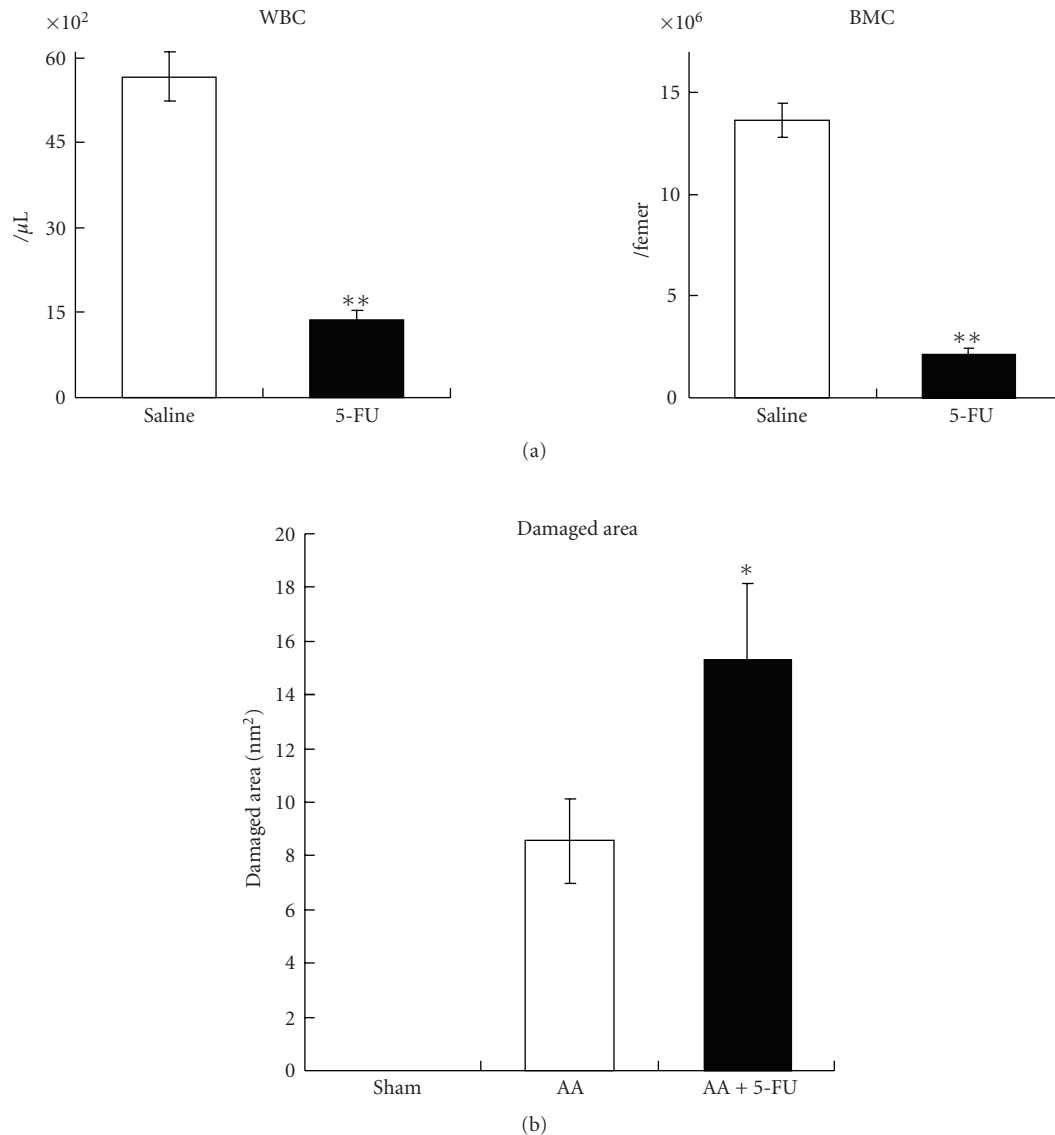 WBC
×10²
60
45
30
15
0
/µL
**
Saline
5-FU
BMC
×10⁶
15
10
5
0
/femer
**
Saline
5-FU
(a)
Damaged area
20
18
16
14
12
10
8
6
4
2
0
Damaged area (nm²)
*
Sham
AA
AA + 5-FU
(b)